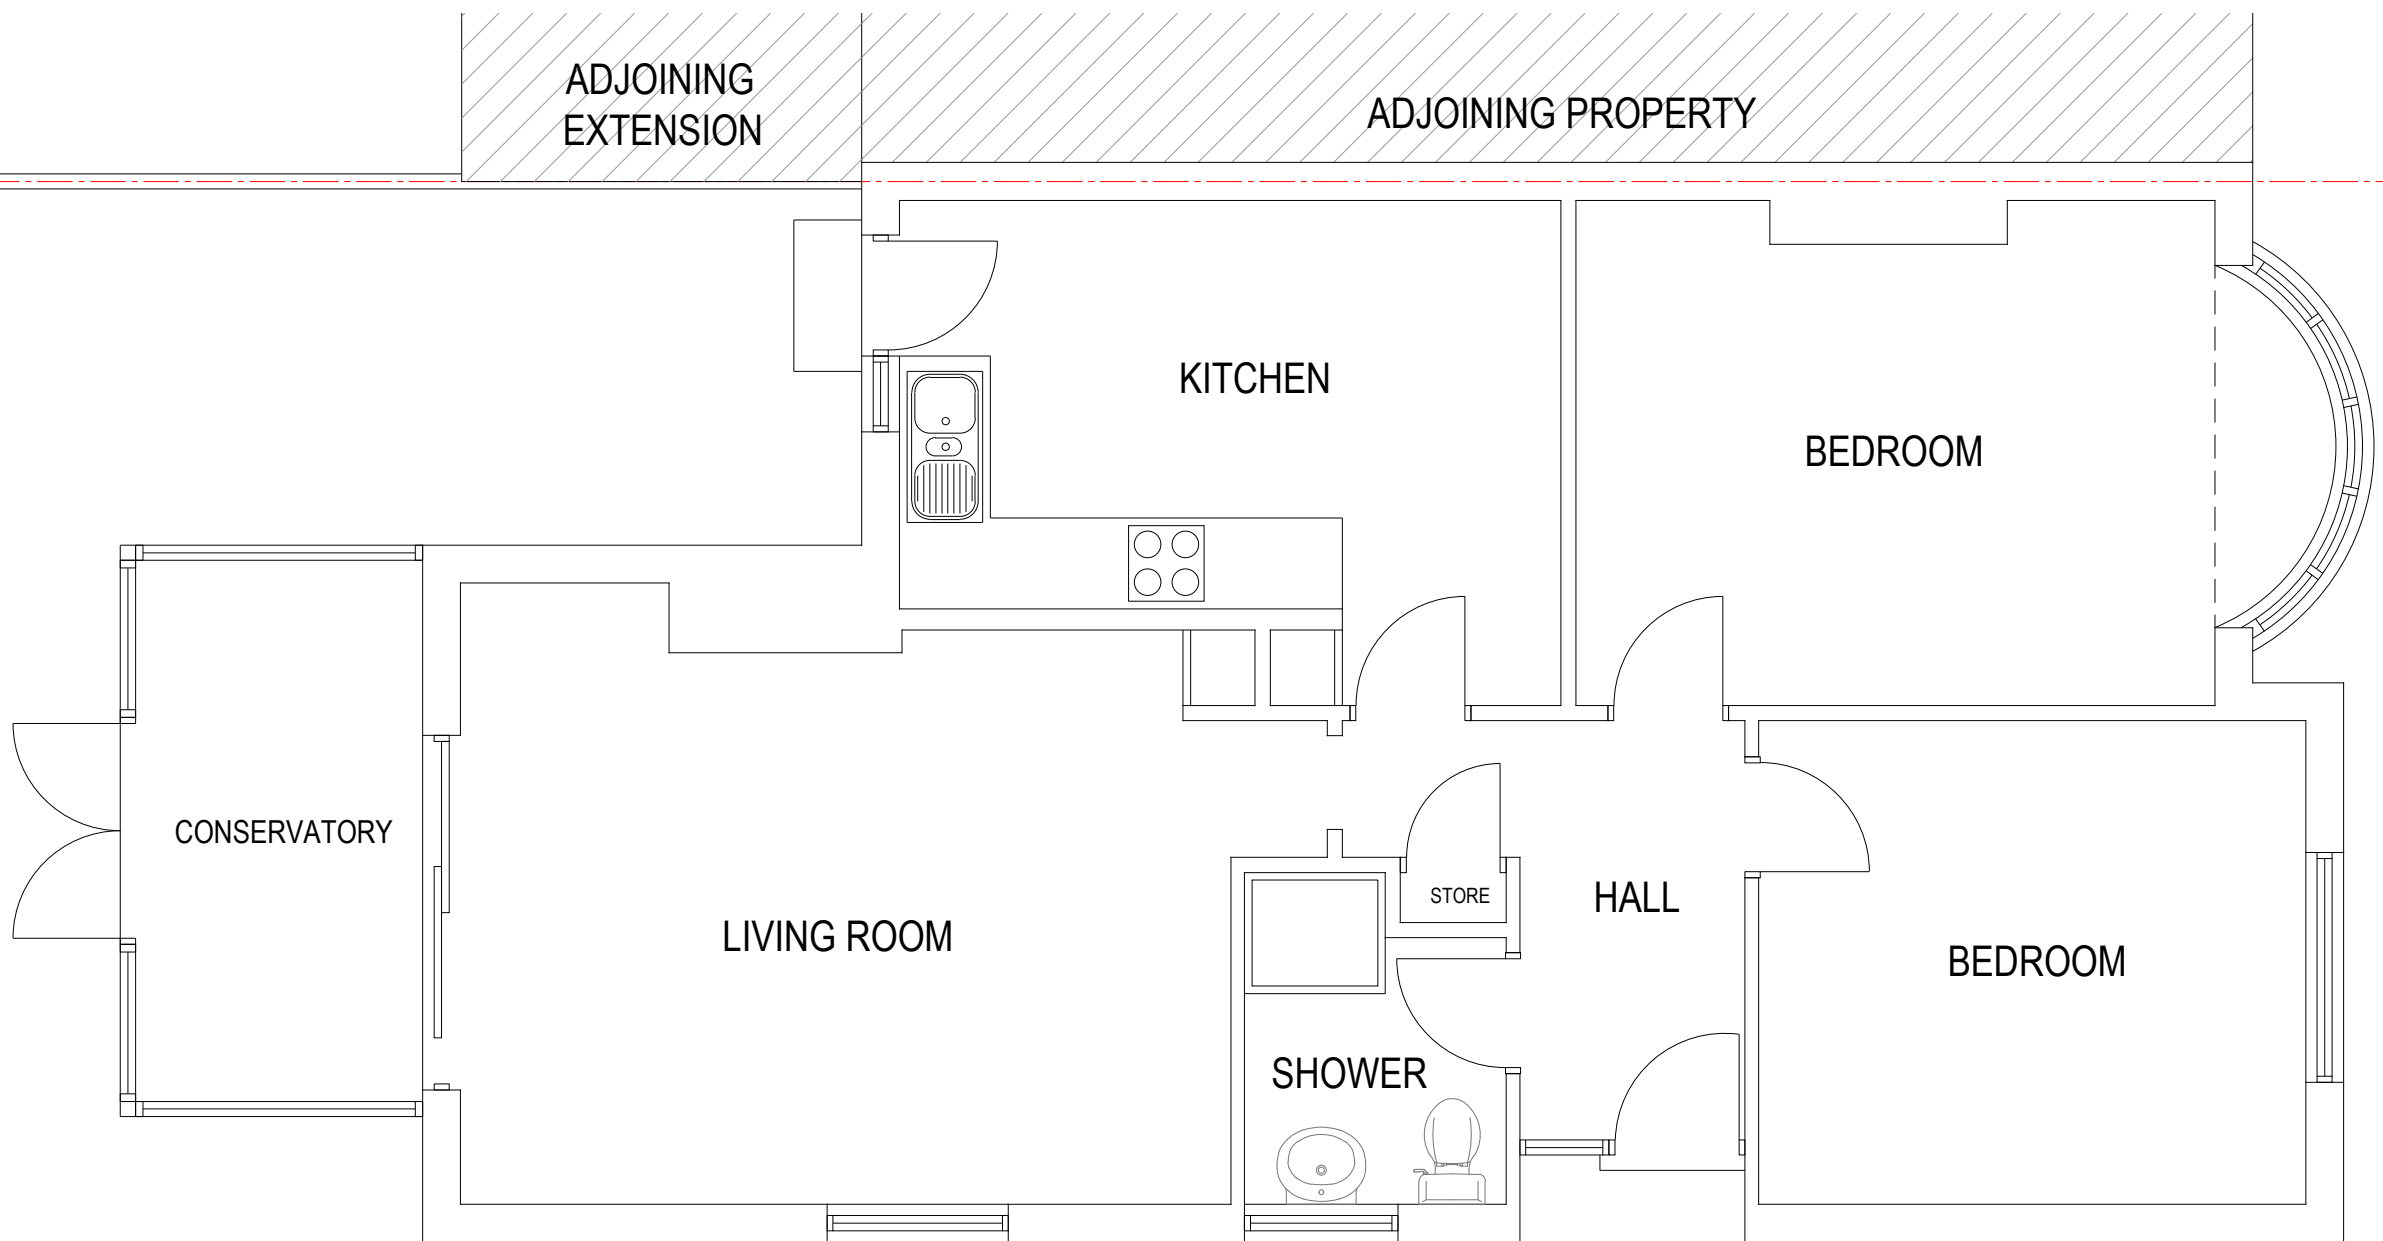 ADJOINING
EXTENSION
ADJOINING PROPERTY
KITCHEN
BEDROOM
CONSERVATORY
LIVING ROOM
STORE
HALL
BEDROOM
SHOWER